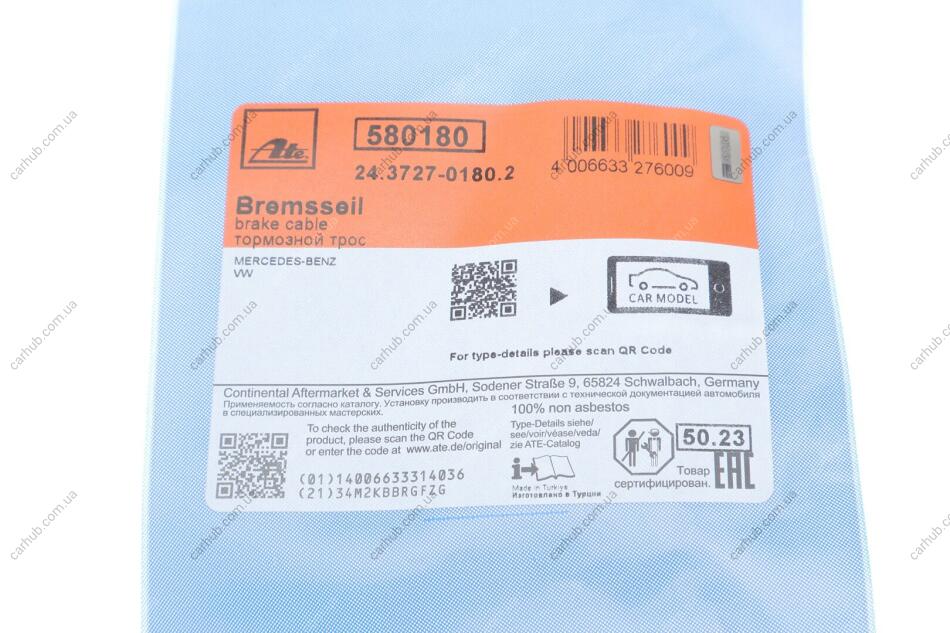 Ate
580180
24.3727-0180.2
4 006633 276009
Bremsseil
brake cable
тормозной трос
MERCEDES-BENZ
VW
CAR MODEL
For type-details please scan QR Code
Continental Aftermarket & Services GmbH, Sodener Straße 9, 65824 Schwalbach, Germany
Применяемость согласно каталогу. Установку производить в соответствии с технической документацией автомобиля
в специализированных мастерских.
100% non asbestos
To check the authenticity of the
product, please scan the QR Code
or enter the code at www.ate.de/original
(01)14006633314036
(21)34M2KBBRGFZG
Type-Details siehe/
see/voir/véase/veda/
zie ATE-Catalog
Made in Turkiye
Изготовлено в Турции
50.23
Товар
сертифицирован.
EAC
carhub.com.ua